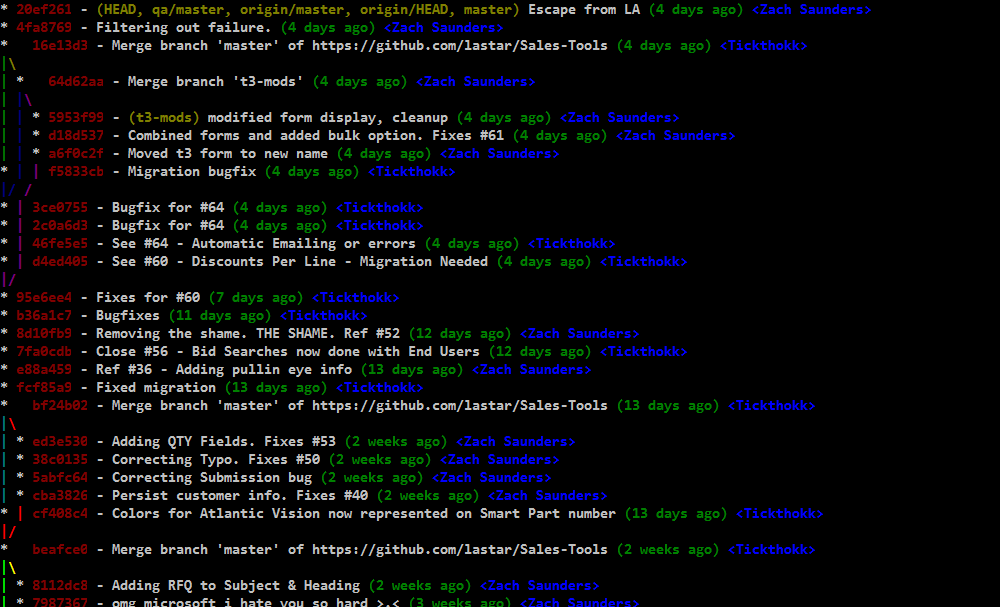 * 20ef261 - (HEAD, qa/master, origin/master, origin/HEAD, master) Escape from LA (4 days ago) <Zach Saunders>
* 4fa8769 - Filtering out failure. (4 days ago) <Zach Saunders>
*   16e13d3 - Merge branch 'master' of https://github.com/lastar/Sales-Tools (4 days ago) <Tickthokk>
|\
| *   64d62aa - Merge branch 't3-mods' (4 days ago) <Zach Saunders>
| |\
| | * 5953f99 - (t3-mods) modified form display, cleanup (4 days ago) <Zach Saunders>
| | * d18d537 - Combined forms and added bulk option. Fixes #61 (4 days ago) <Zach Saunders>
| | * a6f0c2f - Moved t3 form to new name (4 days ago) <Zach Saunders>
* | | f5833cb - Migration bugfix (4 days ago) <Tickthokk>
|/ /
* | 3ce0755 - Bugfix for #64 (4 days ago) <Tickthokk>
* | 2c0a6d3 - Bugfix for #64 (4 days ago) <Tickthokk>
* | 46fe5e5 - See #64 - Automatic Emailing or errors (4 days ago) <Tickthokk>
* | d4ed405 - See #60 - Discounts Per Line - Migration Needed (4 days ago) <Tickthokk>
|/
* 95e6ee4 - Fixes for #60 (7 days ago) <Tickthokk>
* b36a1c7 - Bugfixes (11 days ago) <Tickthokk>
* 8d10fb9 - Removing the shame. THE SHAME. Ref #52 (12 days ago) <Zach Saunders>
* 7fa0cdb - Close #56 - Bid Searches now done with End Users (12 days ago) <Tickthokk>
* e88a459 - Ref #36 - Adding pullin eye info (13 days ago) <Zach Saunders>
* fcf85a9 - Fixed migration (13 days ago) <Tickthokk>
*   bf24b02 - Merge branch 'master' of https://github.com/lastar/Sales-Tools (13 days ago) <Tickthokk>
|\
| * ed3e530 - Adding QTY Fields. Fixes #53 (2 weeks ago) <Zach Saunders>
| * 38c0135 - Correcting Typo. Fixes #50 (2 weeks ago) <Zach Saunders>
| * 5abfc64 - Correcting Submission bug (2 weeks ago) <Zach Saunders>
| * cba3826 - Persist customer info. Fixes #40 (2 weeks ago) <Zach Saunders>
* | cf408c4 - Colors for Atlantic Vision now represented on Smart Part number (13 days ago) <Tickthokk>
|/
*   beafce0 - Merge branch 'master' of https://github.com/lastar/Sales-Tools (2 weeks ago) <Tickthokk>
|\
| * 8112dc8 - Adding RFQ to Subject & Heading (2 weeks ago) <Zach Saunders>
| * 7987367 - omg microsoft i hate you so hard >.< (3 weeks ago) <Zach Saunders>